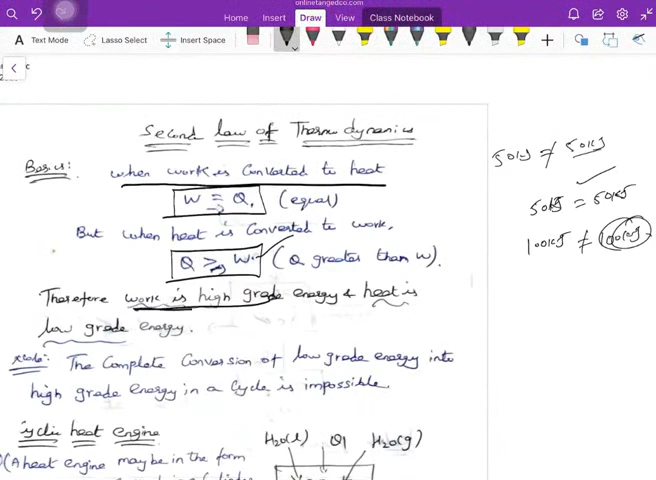 onlinetangedco.com
Home Insert Draw View Class Notebook
Text Mode Lasso Select Insert Space
Second law of Thermodynamics
Basics:
When work is Converted to heat
W = Q, (equal)
But when heat is Converted to work,
Q > W. (Q greater than W).
Therefore work is high grade energy & heat is
low grade energy.
The Complete Conversion of low grade energy into
high grade energy in a Cycle is impossible.
cyclic heat engine
(A heat engine may be in the form
H2O(l) Q1 H2O(g)
50kJ ≠ 50kJ
50kJ = 50kJ
100kJ ≠ 100kJ